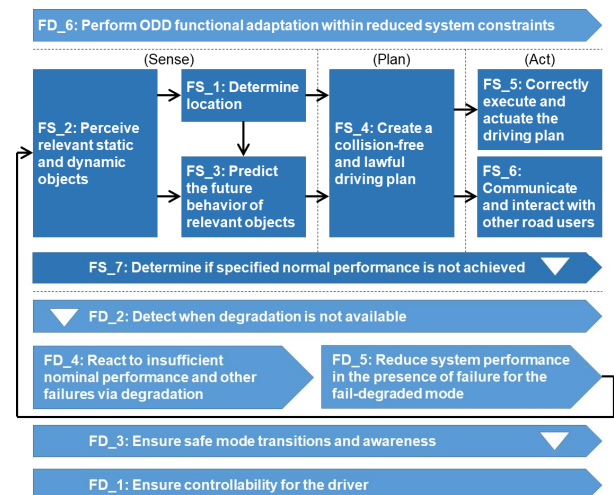 FD_6: Perform ODD functional adaptation within reduced system constraints
(Sense)
(Plan)
(Act)
FS_2: Perceive
relevant static
and dynamic
objects
FS_1: Determine
location
FS_3: Predict
the future
behavior of
relevant objects
FS_4: Create a
collision-free
and lawful
driving plan
FS_5: Correctly
execute and
actuate the
driving plan
FS_6:
Communicate
and interact with
other road users
FS_7: Determine if specified normal performance is not achieved
FD_2: Detect when degradation is not available
FD_4: React to insufficient
nominal performance and other
failures via degradation
FD_5: Reduce system performance
in the presence of failure for the
fail-degraded mode
FD_3: Ensure safe mode transitions and awareness
FD_1: Ensure controllability for the driver